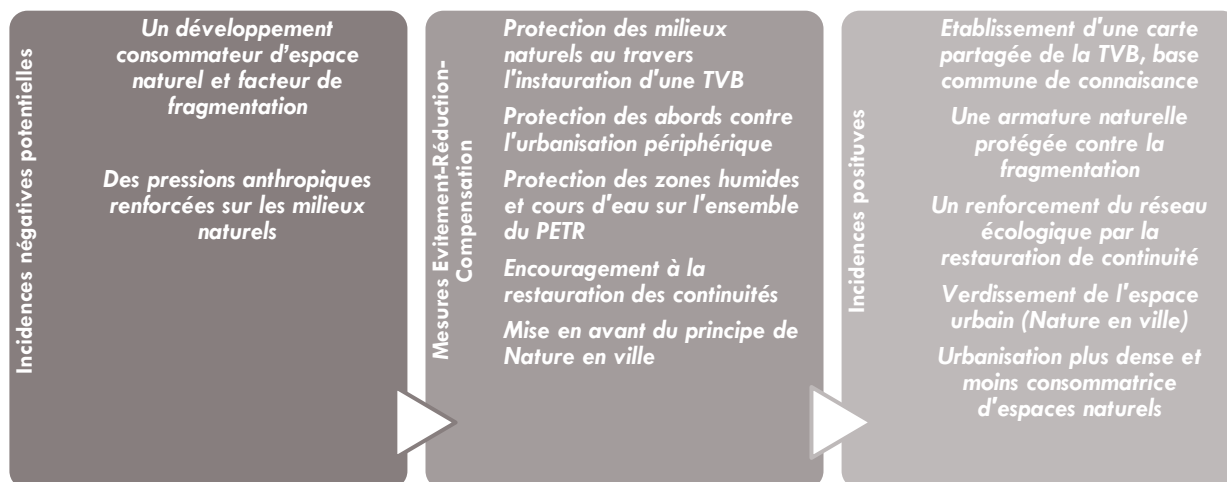 Incidences négatives potentielles
Un développement
consommateur d'espace
naturel et facteur de
fragmentation
Des pressions anthropiques
renforcées sur les milieux
naturels
Mesures Evitement-Réduction-
Compensation
Protection des milieux
naturels au travers
l'instauration d'une TVB
Protection des abords contre
l'urbanisation périphérique
Protection des zones humides
et cours d'eau sur l'ensemble
du PETR
Encouragement à la
restauration des continuités
Mise en avant du principe de
Nature en ville
Incidences posituves
Etablissement d'une carte
partagée de la TVB, base
commune de connaisance
Une armature naturelle
protégée contre la
fragmentation
Un renforcement du réseau
écologique par la
restauration de continuité
Verdissement de l'espace
urbain (Nature en ville)
Urbanisation plus dense et
moins consommatrice
d'espaces naturels